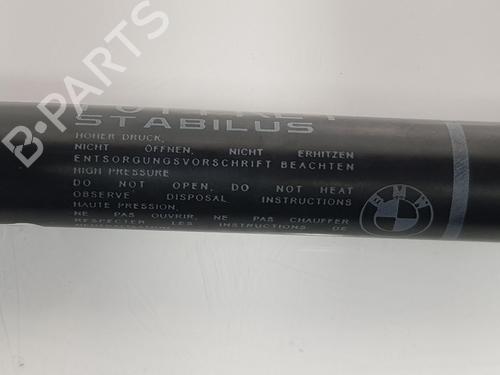 STABILUS
HOHER DRUCK,
NICHT ÖFFNEN, NICHT ERHITZEN
ENTSORGUNGSVORSCHRIFT BEACHTEN
HIGH PRESSURE
DO NOT OPEN, DO NOT HEAT
OBSERVE DISPOSAL INSTRUCTIONS
HAUTE PRESSION,
NE PAS OUVRIR, NE PAS CHAUFFER
RESPECTER LES INSTRUCTIONS DE
BMW
B-PARTS